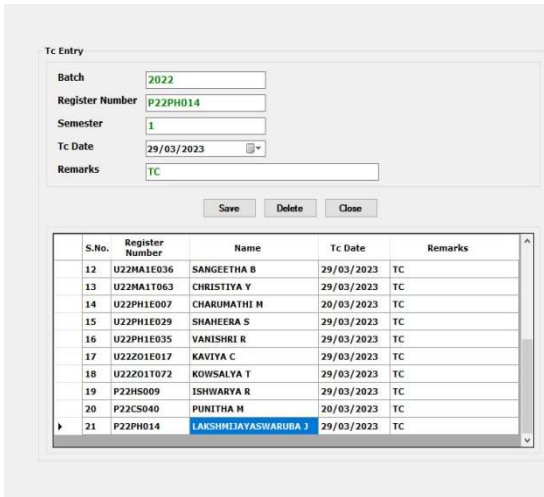 Tc Entry
Batch 2022
Register Number P22PH014
Semester 1
Tc Date 29/03/2023
Remarks TC
Save Delete Close
S.No. Register Number Name Tc Date Remarks
12 U22MA1E036 SANGEETHA B 29/03/2023 TC
13 U22MA1T063 CHRISTIYA Y 29/03/2023 TC
14 U22PH1E007 CHARUMATHI M 20/03/2023 TC
15 U22PH1E029 SHAHEERA S 29/03/2023 TC
16 U22PH1E035 VANISHRI R 29/03/2023 TC
17 U22ZO1E017 KAVIYA C 29/03/2023 TC
18 U22ZO1T072 KOWSALYA T 29/03/2023 TC
19 P22HS009 ISHWARYA R 29/03/2023 TC
20 P22CS040 PUNITHA M 20/03/2023 TC
21 P22PH014 LAKSHMIJAYASWARUBA J 29/03/2023 TC